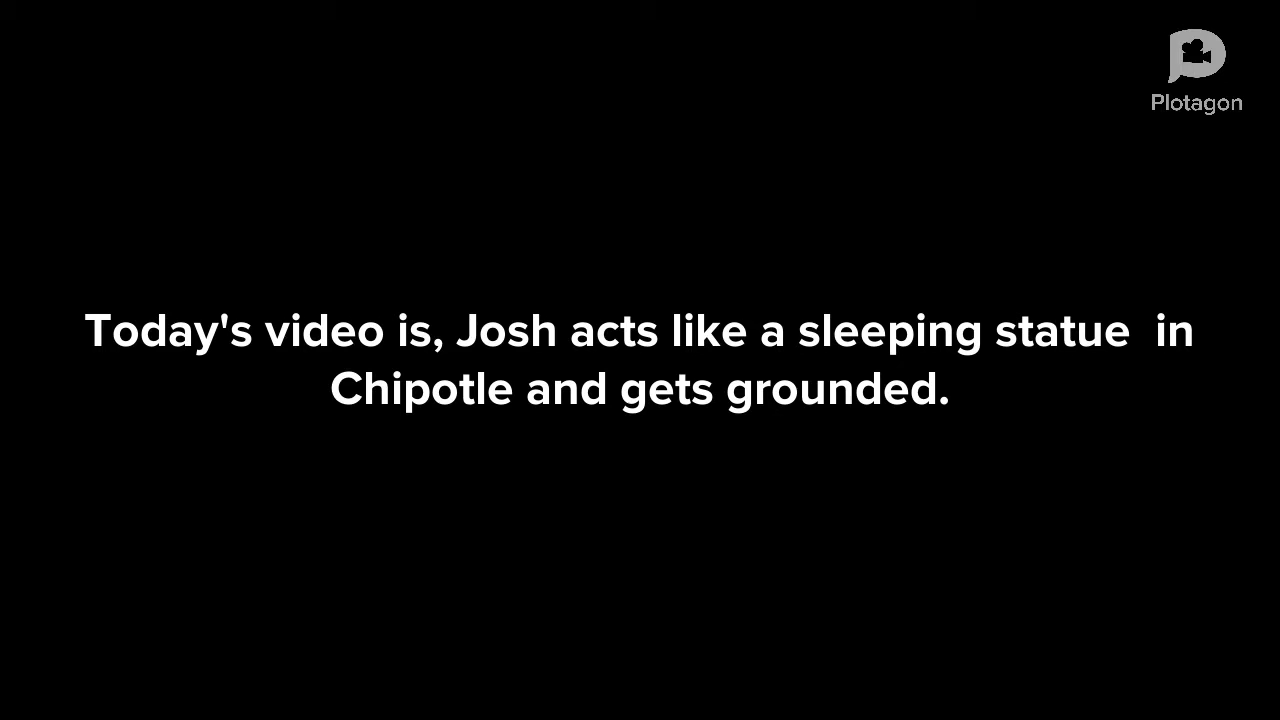 Plotagon
Today's video is, Josh acts like a sleeping statue  in
Chipotle and gets grounded.